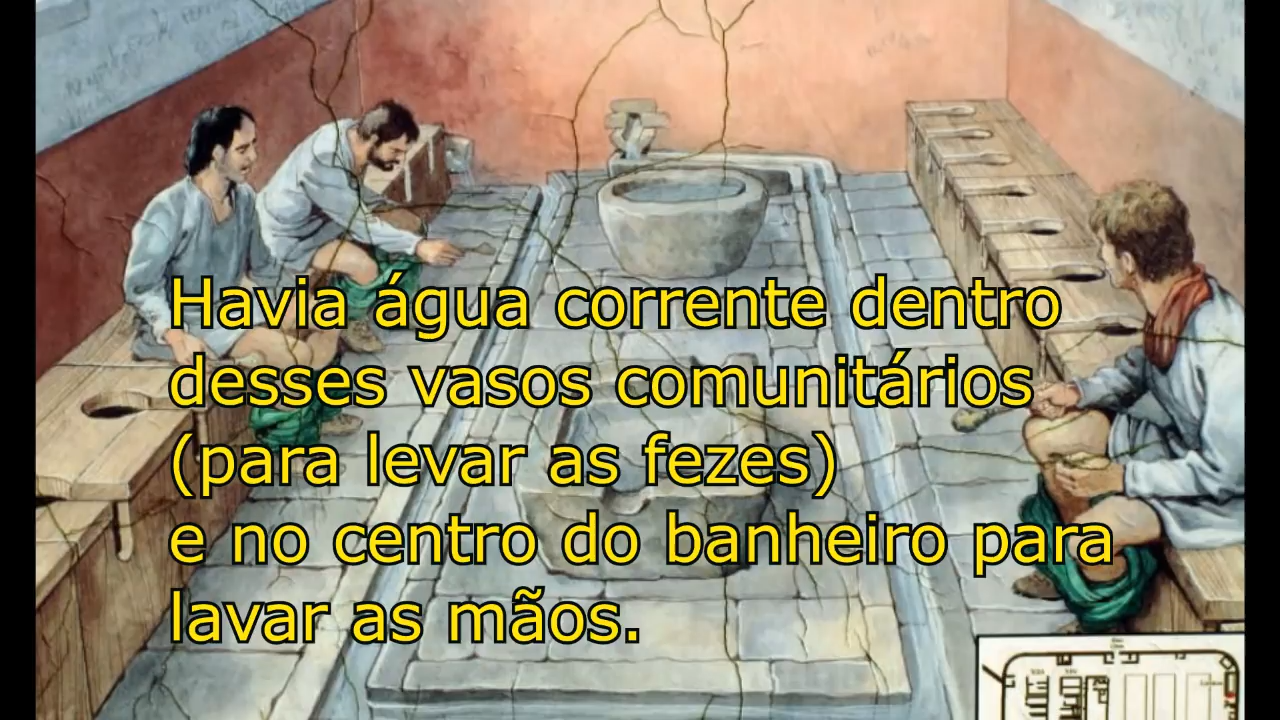 Havia água corrente dentro
desses vasos comunitários
(para levar as fezes)
e no centro do banheiro para
lavar as mãos.